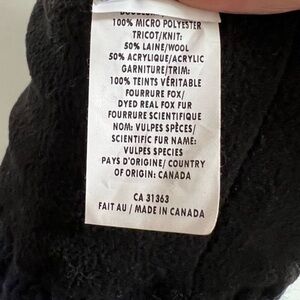 100% MICRO POLYESTER
TRICOT/KNIT:
50% LAINE/WOOL
50% ACRYLIQUE/ACRYLIC
GARNITURE/TRIM:
100% TEINTS VÉRITABLE
FOURRURE FOX/
DYED REAL FOX FUR
FOURRURE SCIENTIFIQUE
NOM: VULPES SPÈCES/
SCIENTIFIC FUR NAME:
VULPES SPECIES
PAYS D'ORIGINE/ COUNTRY
OF ORIGIN: CANADA
CA 31363
FAIT AU / MADE IN CANADA